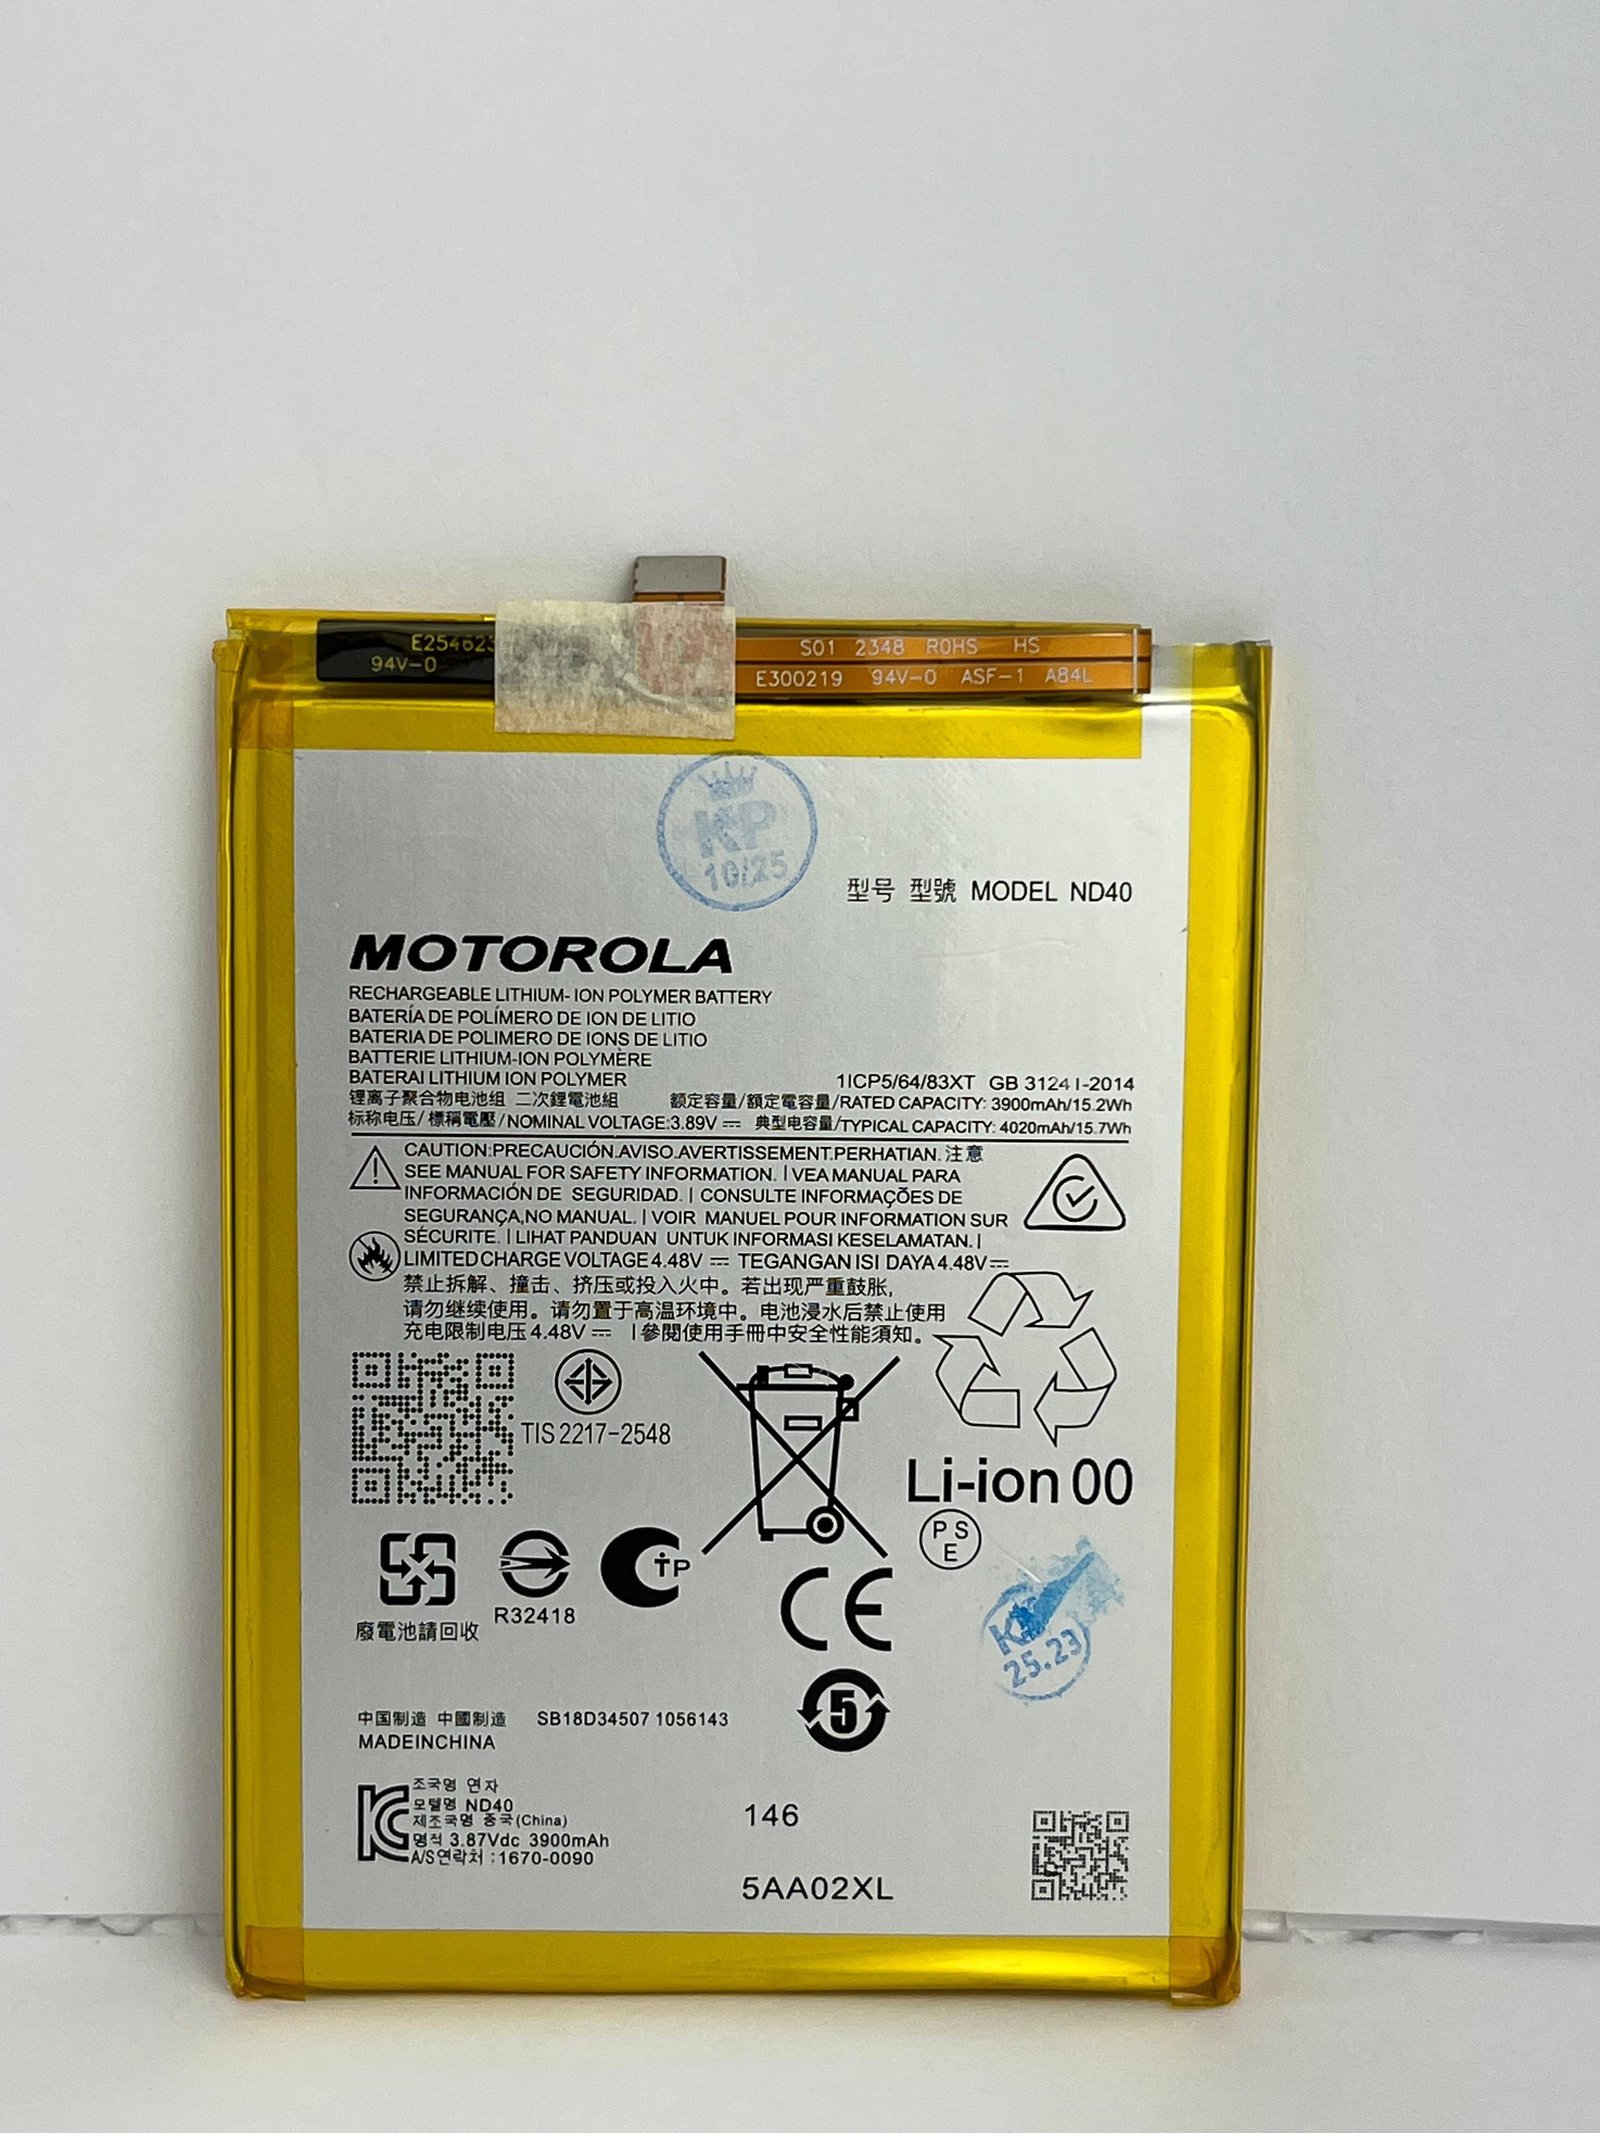 E25462
94V-0
S01 2348 ROHS HS
E300219 94V-0 ASF-1 A84L
KP
10/25
型号 型號 MODEL ND40
MOTOROLA
RECHARGEABLE LITHIUM- ION POLYMER BATTERY
BATERÍA DE POLÍMERO DE ION DE LITIO
BATERIA DE POLIMERO DE IONS DE LITIO
BATTERIE LITHIUM-ION POLYMÈRE
BATERAI LITHIUM ION POLYMER
1ICP5/64/83XT GB 31241-2014
锂离子聚合物电池组 二次鋰電池組 额定容量/額定電容量/RATED CAPACITY: 3900mAh/15.2Wh
标称电压/標稱電壓/NOMINAL VOLTAGE:3.89V ⎓ 典型电容量/TYPICAL CAPACITY: 4020mAh/15.7Wh
CAUTION:PRECAUCIÓN.AVISO.AVERTISSEMENT.PERHATIAN.注意
SEE MANUAL FOR SAFETY INFORMATION. | VEA MANUAL PARA
INFORMACIÓN DE SEGURIDAD. | CONSULTE INFORMAÇÕES DE
SEGURANÇA,NO MANUAL. | VOIR MANUEL POUR INFORMATION SUR
SÉCURITE. | LIHAT PANDUAN UNTUK INFORMASI KESELAMATAN. |
LIMITED CHARGE VOLTAGE 4.48V ⎓ TEGANGAN ISI DAYA 4.48V⎓
禁止拆解、撞击、挤压或投入火中。若出现严重鼓胀,
请勿继续使用。请勿置于高温环境中。电池浸水后禁止使用
充电限制电压 4.48V ⎓ | 參閱使用手冊中安全性能須知。
TIS 2217-2548
Li-ion 00
PS
E
TP
R32418
廢電池請回收
CE
KP
25.23
5
中国制造 中國制造 SB18D34507 1056143
MADEINCHINA
조국명 연자
모텔명 ND40
제조국명 중국(China)
명적 3.87Vdc 3900mAh
A/S연락처 :1670-0090
146
5AA02XL